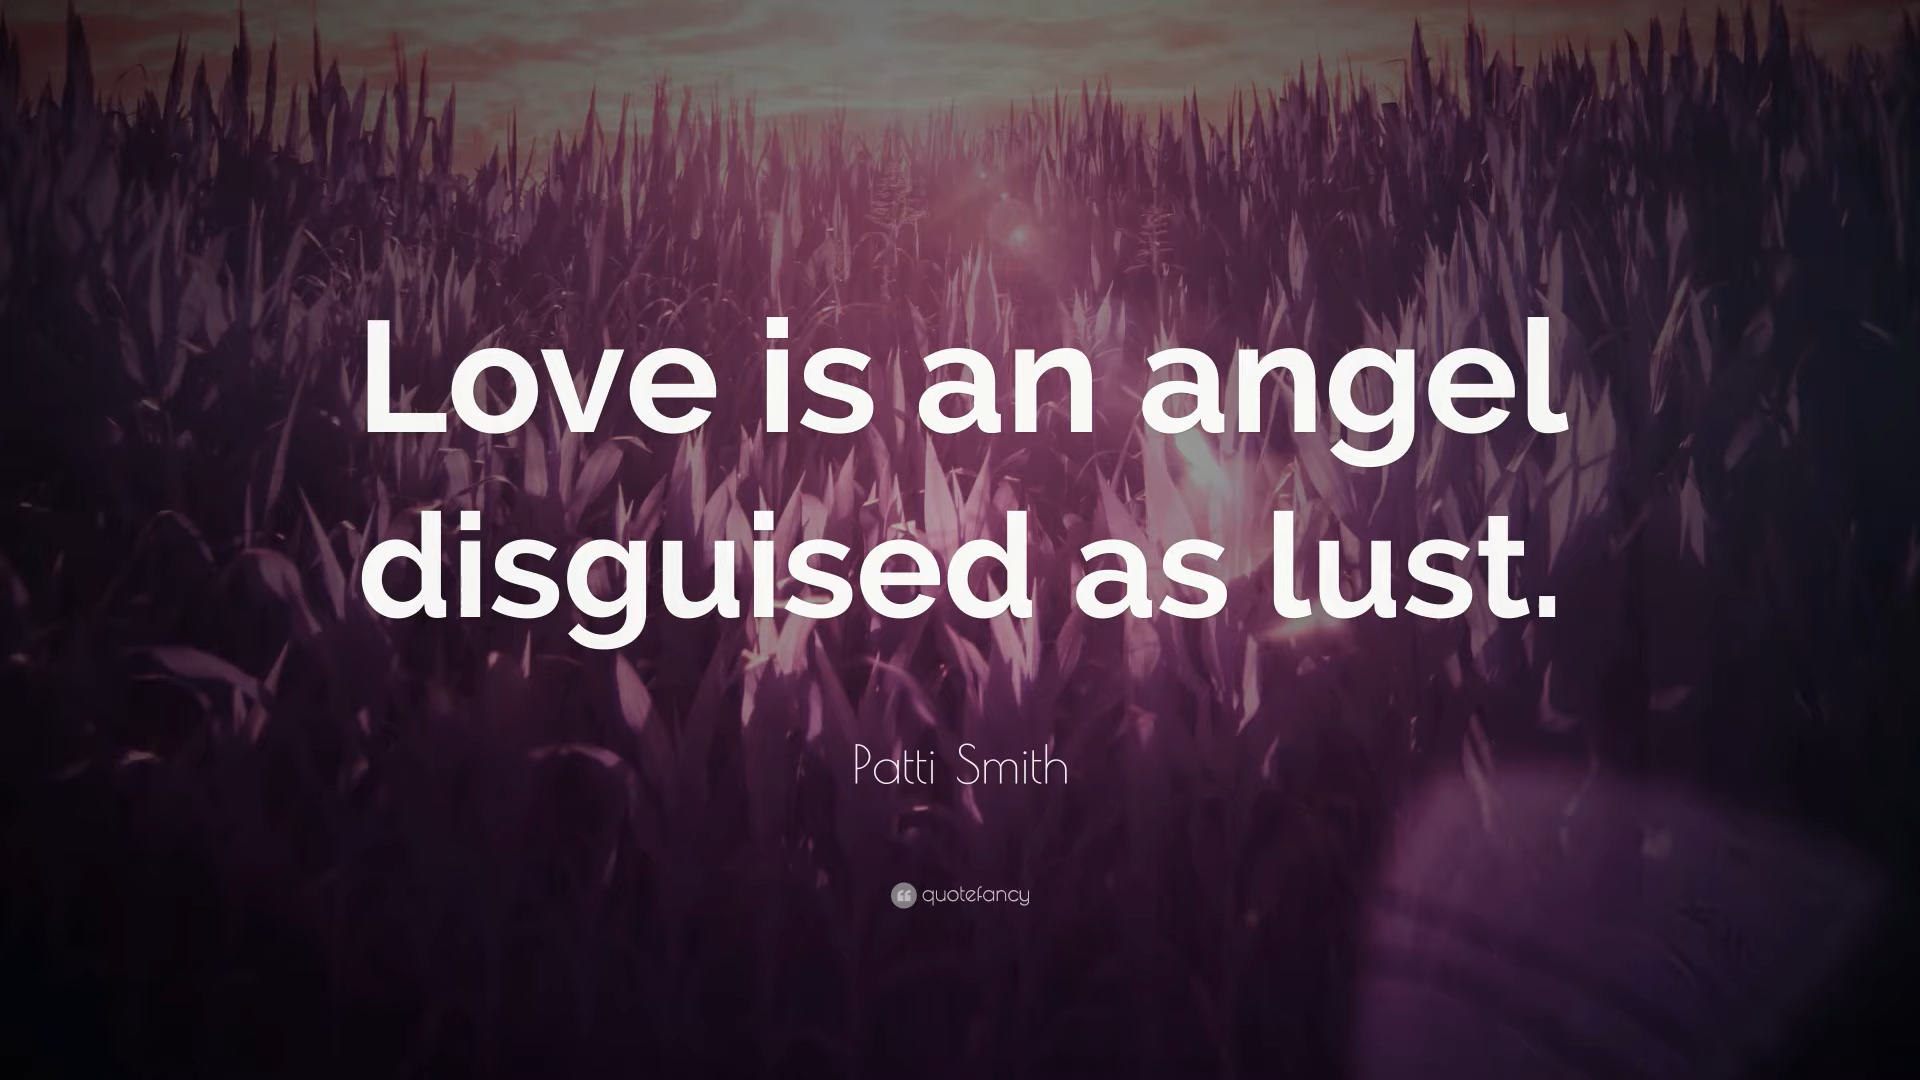 Love is an angel
disguised as lust.
Patti Smith
quotefancy